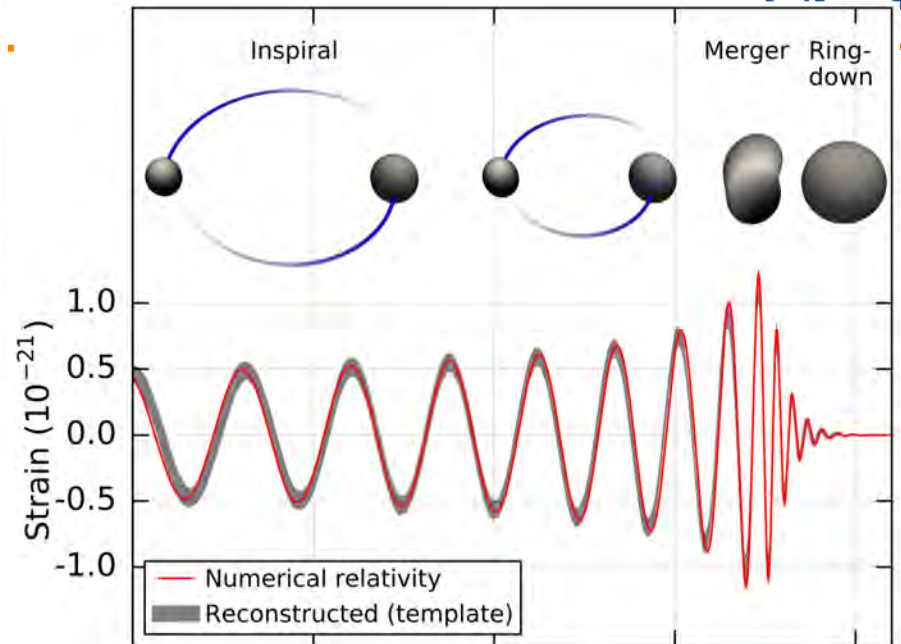 Inspiral
Merger
Ring-
down
1.0
0.5
0.0
-0.5
-1.0
Strain (10⁻²¹)
Numerical relativity
Reconstructed (template)